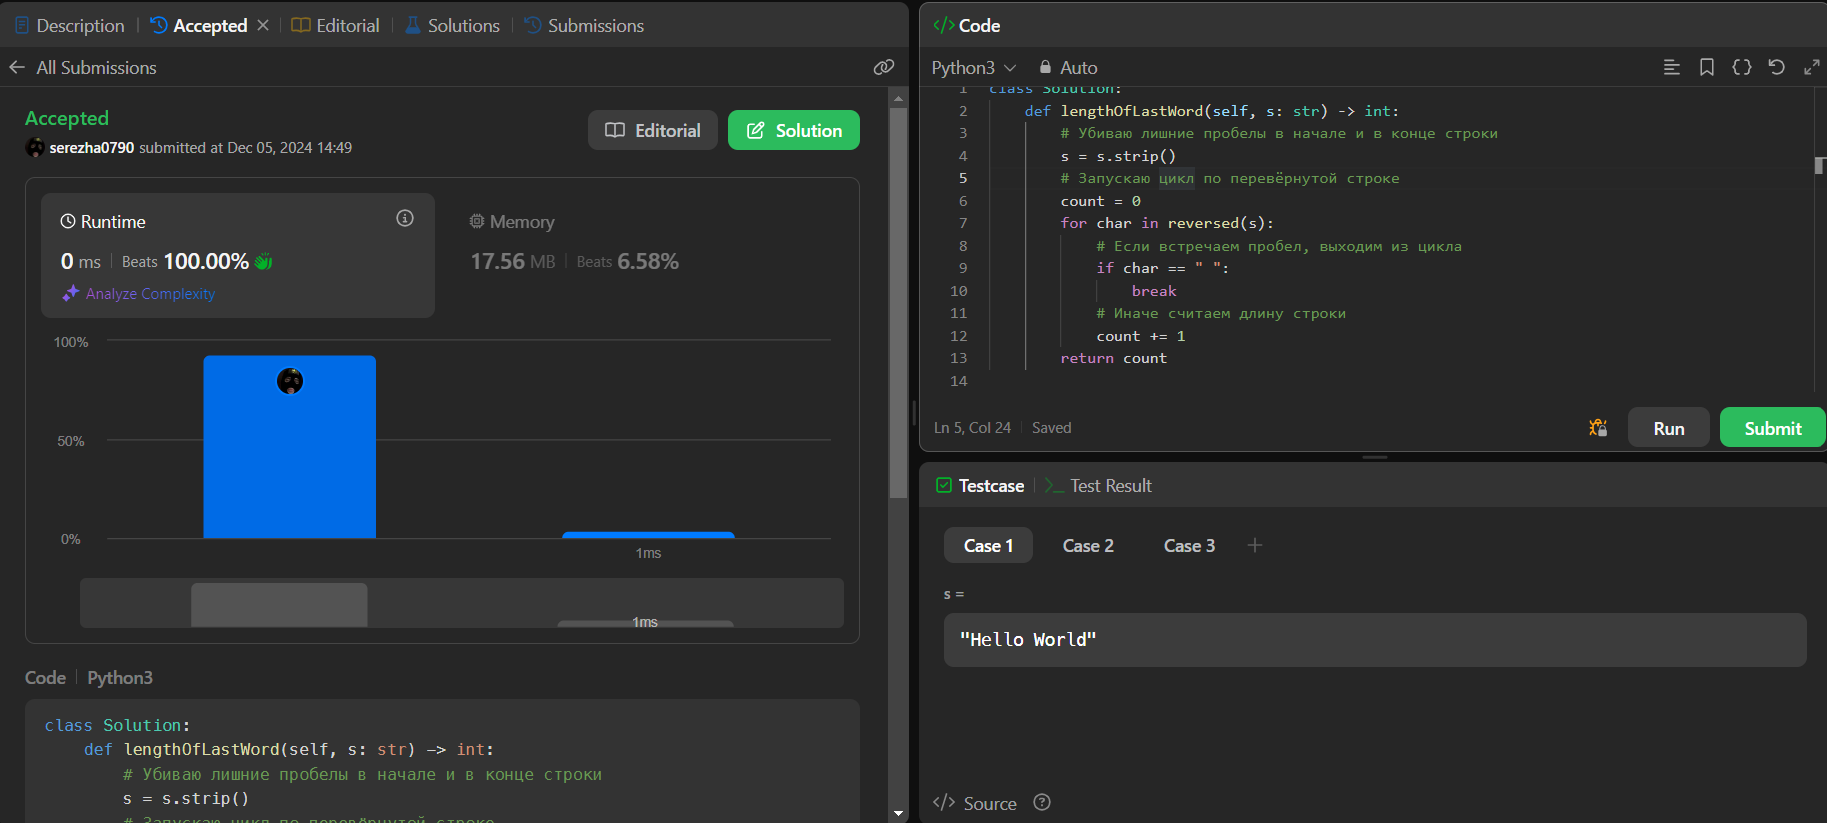 Description
Accepted
Editorial
Solutions
Submissions
All Submissions
Accepted
serezha0790 submitted at Dec 05, 2024 14:49
Editorial
Solution
Runtime
0 ms
Beats 100.00%
Analyze Complexity
Memory
17.56 MB
Beats 6.58%
100%
50%
0%
1ms
1ms
Code
Python3
class Solution:
    def lengthOfLastWord(self, s: str) -> int:
        # Убиваю лишние пробелы в начале и в конце строки
        s = s.strip()
        # Запускаю цикл по перевёрнутой строке
Code
Python3
Auto
1 class Solution:
2     def lengthOfLastWord(self, s: str) -> int:
3         # Убиваю лишние пробелы в начале и в конце строки
4         s = s.strip()
5         # Запускаю цикл по перевёрнутой строке
6         count = 0
7         for char in reversed(s):
8             # Если встречаем пробел, выходим из цикла
9             if char == " ":
10                 break
11             # Иначе считаем длину строки
12             count += 1
13         return count
14
Ln 5, Col 24
Saved
Run
Submit
Testcase
Test Result
Case 1
Case 2
Case 3
s =
"Hello World"
Source